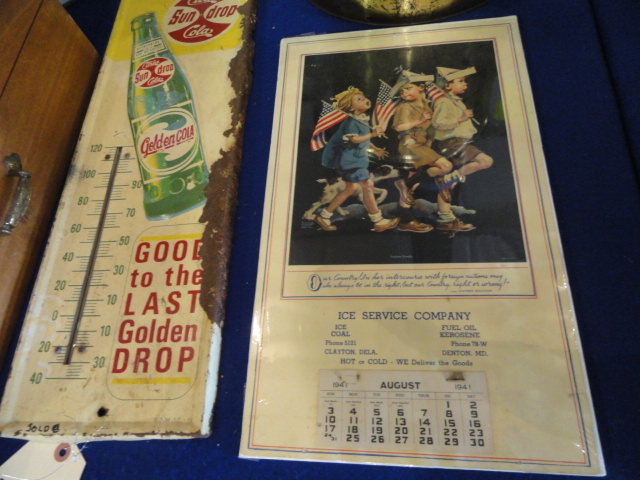 Sun-drop
Cola
Sun-drop
Cola
Golden COLA
GOOD
to the
LAST
Golden
DROP
120
90
70
50
30
10
10
30
100
80
60
40
20
0
20
40
SOLD
Our Country! In her intercourse with foreign nations may
she always be in the right; but our Country, right or wrong!
ICE SERVICE COMPANY
ICE FUEL OIL
COAL KEROSENE
Phone 5121 Phone 78-W
CLAYTON, DELA. DENTON, MD.
HOT or COLD - WE Deliver the Goods
1941 AUGUST 1941
1 2
3 4 5 6 7 8 9
10 11 12 13 14 15 16
17 18 19 20 21 22 23
24/31 25 26 27 28 29 30